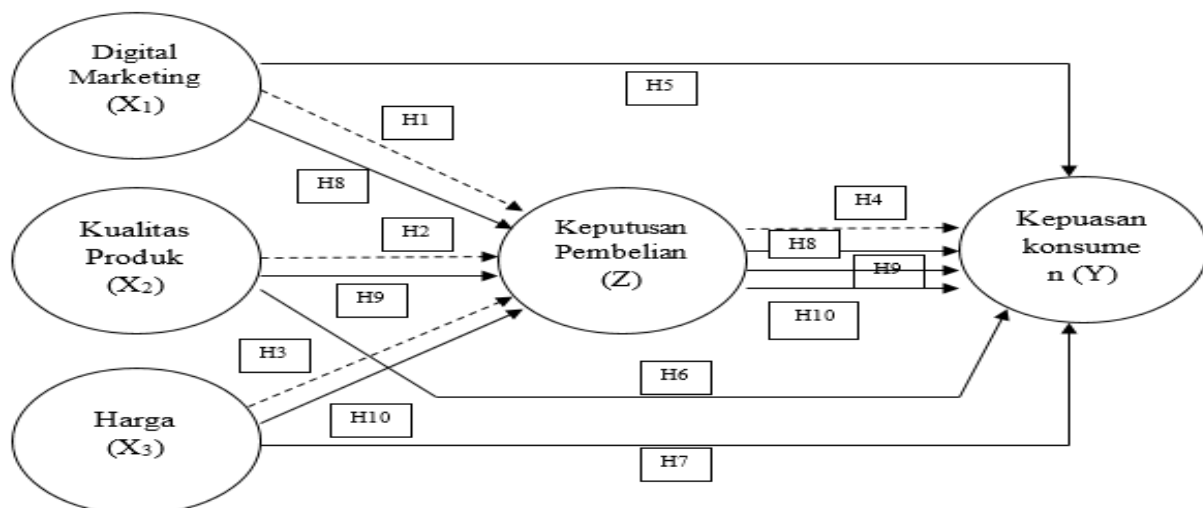 Digital
Marketing
(X₁)
H5
H1
H8
Kualitas
Produk
(X₂)
H2
H9
Keputusan
Pembelian
(Z)
H4
H8
H9
H10
Kepuasan
konsume
n (Y)
H3
H10
H6
Harga
(X₃)
H7